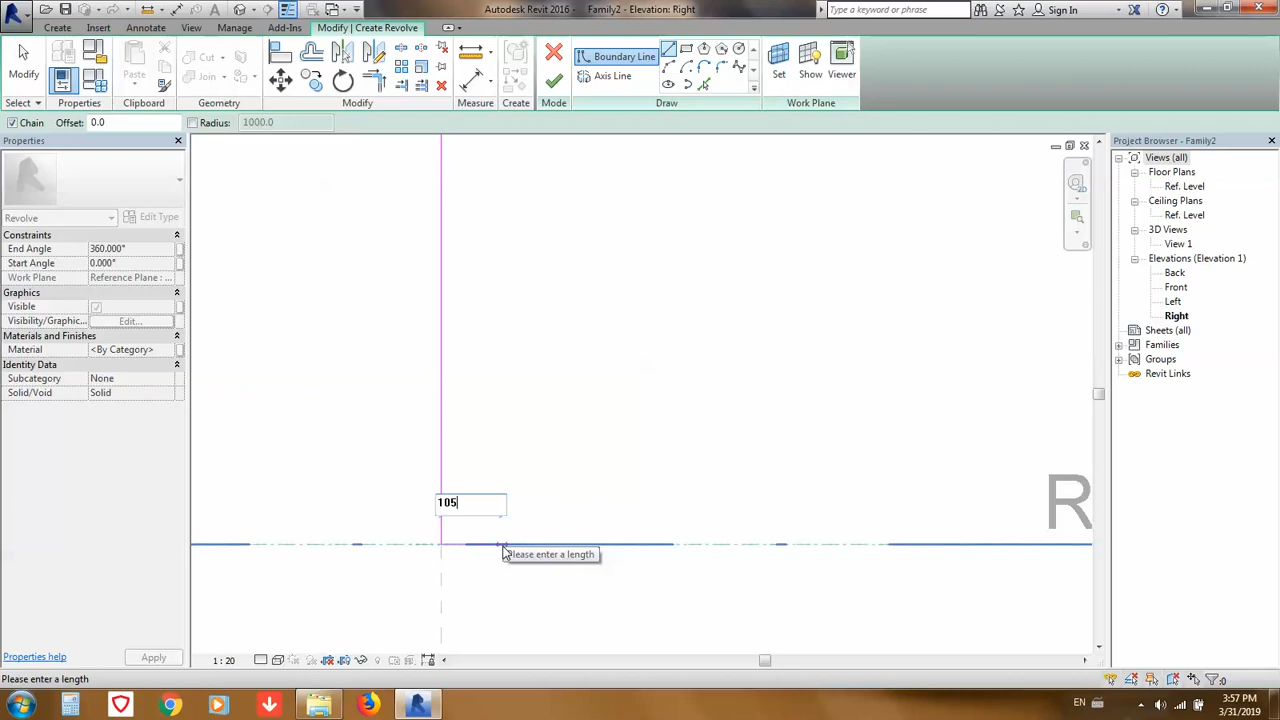 Autodesk Revit 2016 - Family2 - Elevation: Right
Type a keyword or phrase
Sign In
Create
Insert
Annotate
View
Manage
Add-Ins
Modify | Create Revolve
Modify
Paste
Cut
Join
Create
Boundary Line
Axis Line
Set
Show
Viewer
Select
Properties
Clipboard
Geometry
Modify
Measure
Create
Mode
Draw
Work Plane
Chain
Offset: 0.0
Radius: 1000.0
Properties
Revolve
Edit Type
Constraints
End Angle 360.000°
Start Angle 0.000°
Work Plane Reference Plane : ...
Graphics
Visible
Visibility/Graphic... Edit...
Materials and Finishes
Material <By Category>
Identity Data
Subcategory None
Solid/Void Solid
Properties help
Apply
105
Please enter a length
R
Project Browser - Family2
Views (all)
Floor Plans
Ref. Level
Ceiling Plans
Ref. Level
3D Views
View 1
Elevations (Elevation 1)
Back
Front
Left
Right
Sheets (all)
Families
Groups
Revit Links
1 : 20
Please enter a length
:0
EN
3:57 PM
3/31/2019